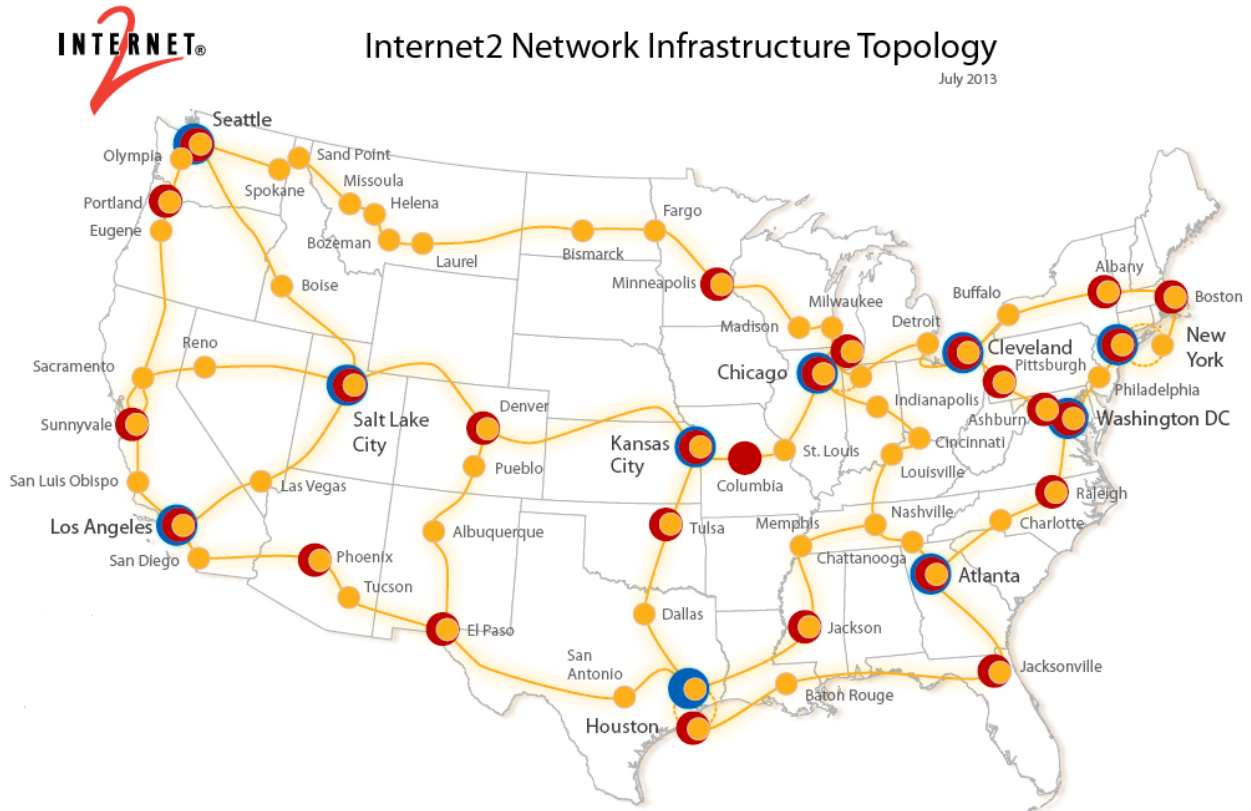 INTERNET®
2
Internet2 Network Infrastructure Topology
July 2013
Seattle
Olympia
Sand Point
Spokane
Missoula
Helena
Portland
Eugene
Bozeman
Laurel
Bismarck
Fargo
Boise
Minneapolis
Albany
Milwaukee
Buffalo
Boston
Madison
Detroit
New
York
Reno
Cleveland
Sacramento
Pittsburgh
Chicago
Philadelphia
Indianapolis
Denver
Ashburn
Washington DC
Sunnyvale
Salt Lake
City
Kansas
City
St. Louis
Cincinnati
Pueblo
Louisville
San Luis Obispo
Las Vegas
Columbia
Raleigh
Los Angeles
Albuquerque
Tulsa
Memphis
Nashville
Charlotte
San Diego
Phoenix
Chattanooga
Atlanta
Tucson
Dallas
El Paso
Jackson
San
Antonio
Jacksonville
Baton Rouge
Houston